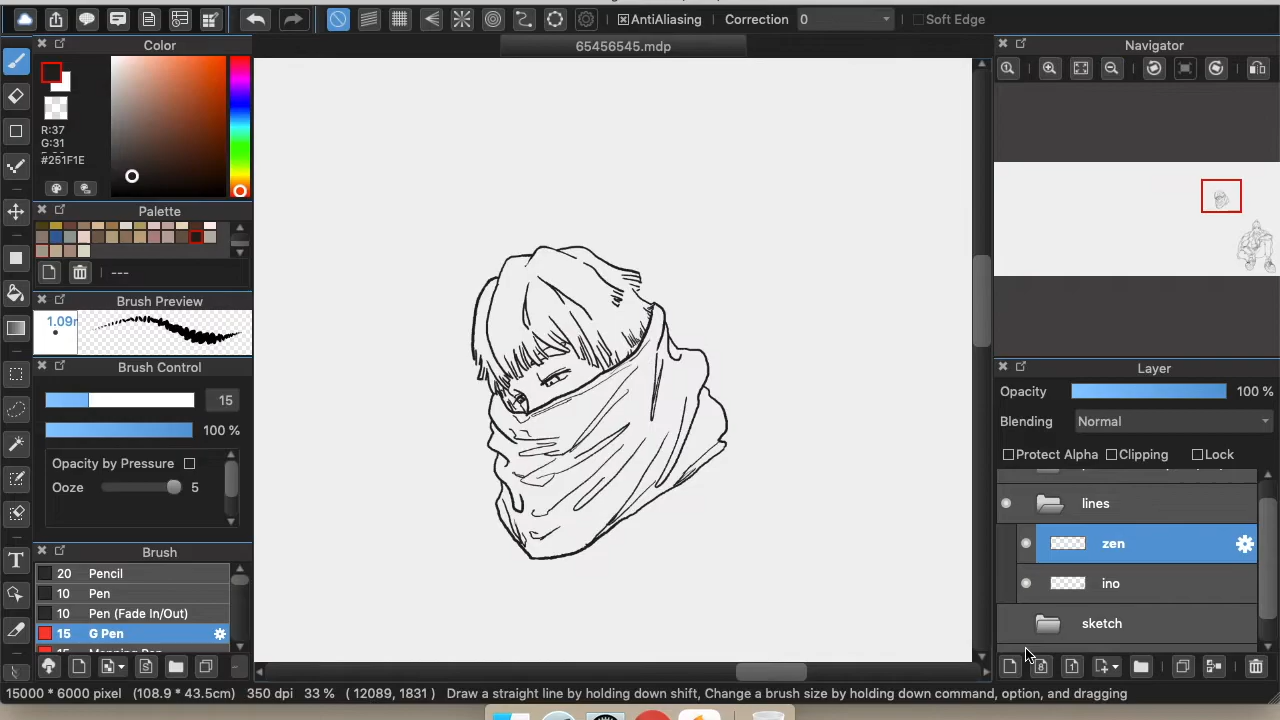 AntiAliasing Correction 0 Soft Edge
Color
65456545.mdp
Navigator
R:37
G:31
#251F1E
Palette
---
Brush Preview
Layer
1.09
Opacity 100 %
Brush Control
Blending Normal
15
100 %
Protect Alpha Clipping Lock
Opacity by Pressure
Ooze 5
lines
zen
Brush
20 Pencil
10 Pen
ino
10 Pen (Fade In/Out)
sketch
15 G Pen
15000 * 6000 pixel (108.9 * 43.5cm) 350 dpi 33 % ( 12089, 1831 ) Draw a straight line by holding down shift, Change a brush size by holding down command, option, and dragging